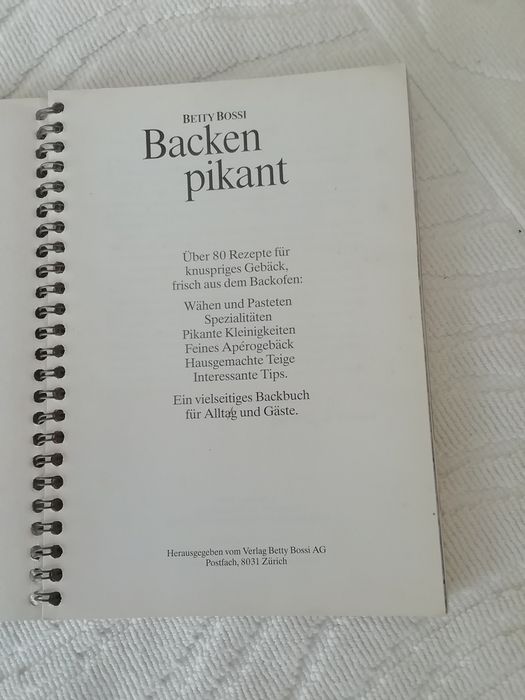 BETTY BOSSI
Backen
pikant
Über 80 Rezepte für
knuspriges Gebäck,
frisch aus dem Backofen:
Wähen und Pasteten
Spezialitäten
Pikante Kleinigkeiten
Feines Apérogebäck
Hausgemachte Teige
Interessante Tips.
Ein vielseitiges Backbuch
für Alltag und Gäste.
Herausgegeben vom Verlag Betty Bossi AG
Postfach, 8031 Zürich